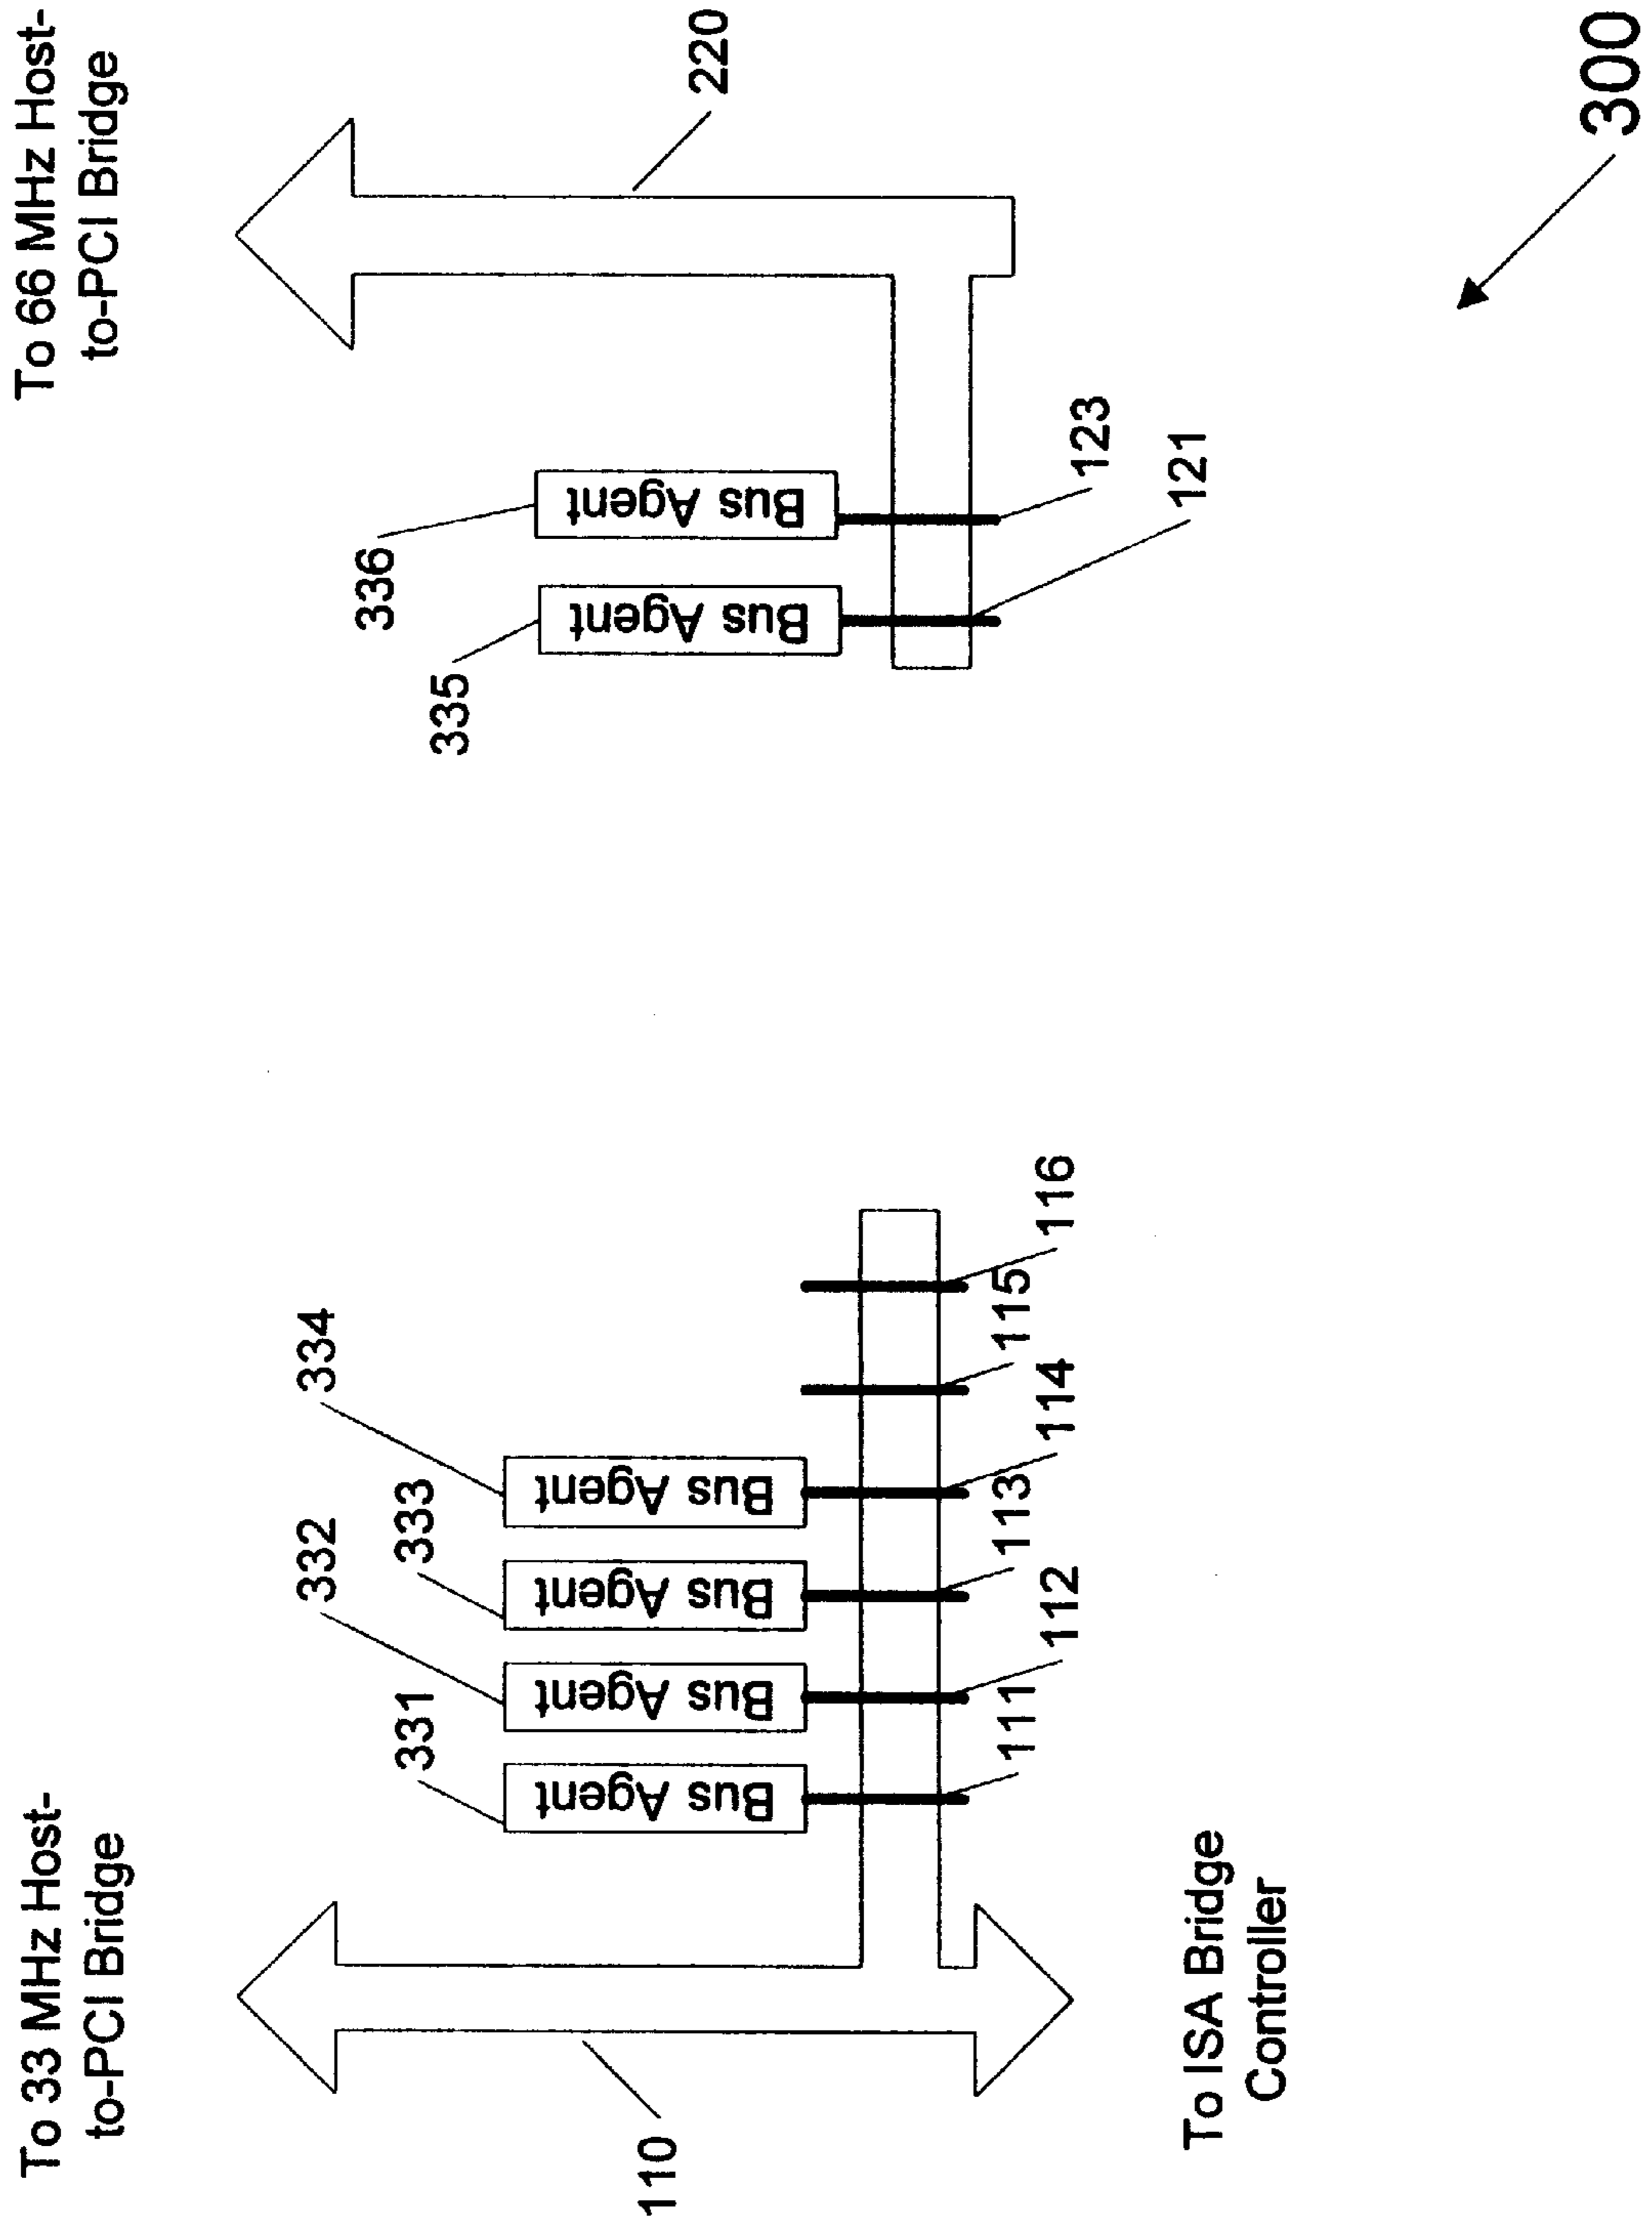 To 33 MHz Host-
to-PCI Bridge
To 66 MHz Host-
to-PCI Bridge
110
331
332
333
334
Bus Agent
Bus Agent
Bus Agent
Bus Agent
111
112
113
114
115
116
To ISA Bridge
Controller
335
336
Bus Agent
Bus Agent
220
123
121
300